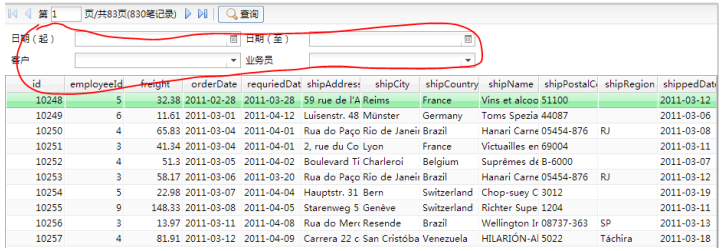 第 1 页/共83页(830笔记录) 查询
日期（起） 日期（至）
客户 业务员
id employeeId freight orderDate requriedDat shipAddress shipCity shipCountry shipName shipPostalCo shipRegion shippedDate
10248 5 32.38 2011-02-28 2011-03-28 59 rue de l'A Reims France Vins et alcoo 51100 2011-03-12
10249 6 11.61 2011-03-01 2011-04-12 Luisenstr. 48 Münster Germany Toms Spezia 44087 2011-03-06
10250 4 65.83 2011-03-04 2011-04-01 Rua do Paço Rio de Janeir Brazil Hanari Carne 05454-876 RJ 2011-03-08
10251 3 41.34 2011-03-04 2011-04-01 2, rue du Co Lyon France Victuailles en 69004 2011-03-11
10252 4 51.3 2011-03-05 2011-04-02 Boulevard Ti Charleroi Belgium Suprêmes de B-6000 2011-03-07
10253 3 58.17 2011-03-06 2011-03-20 Rua do Paço Rio de Janeir Brazil Hanari Carne 05454-876 RJ 2011-03-12
10254 5 22.98 2011-03-07 2011-04-04 Hauptstr. 31 Bern Switzerland Chop-suey C 3012 2011-03-19
10255 9 148.33 2011-03-08 2011-04-05 Starenweg 5 Genève Switzerland Richter Supe 1204 2011-03-11
10256 3 13.97 2011-03-11 2011-04-08 Rua do Merc Resende Brazil Wellington Ir 08737-363 SP 2011-03-13
10257 4 81.91 2011-03-12 2011-04-09 Carrera 22 c San Cristóba Venezuela HILARIÓN-Al 5022 Táchira 2011-03-18